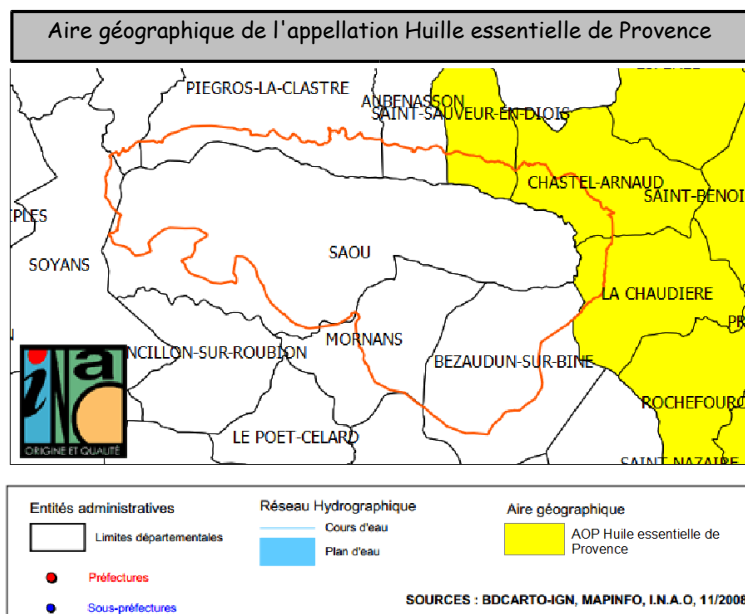 Aire géographique de l'appellation Huille essentielle de Provence
PIEGROS-LA-CLASTRE
AUBENASSON
SAINT-SAUVEUR-EN-DIOIS
CHASTEL-ARNAUD
SAINT-BENOI
PLES
SAOU
SOYANS
LA CHAUDIERE
PR
MORNANS
NCILLON-SUR-ROUBION
BEZAUDUN-SUR-BINE
ROCHEFOURC
LE POET-CELARD
SAINT-NAZAIRE
INAO
ORIGINE ET QUALITÉ
Entités administratives
Limites départementales
Préfectures
Sous-préfectures
Réseau Hydrographique
Cours d'eau
Plan d'eau
Aire géographique
AOP Huile essentielle de
Provence
SOURCES : BDCARTO-IGN, MAPINFO, I.N.A.O, 11/2008